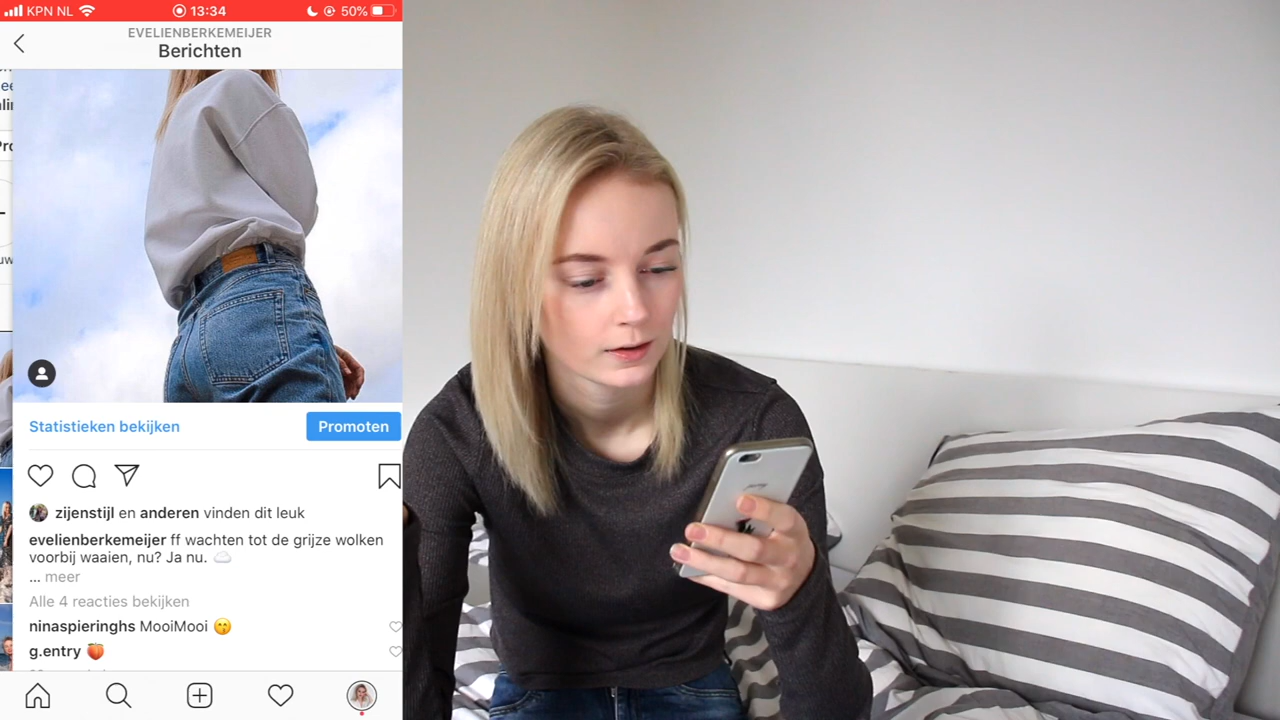 KPN NL 13:34 50%
EVELIENBERKEMEIJER
Berichten
Statistieken bekijken
Promoten
zijenstijl en anderen vinden dit leuk
evelienberkemeijer ff wachten tot de grijze wolken
voorbij waaien, nu? Ja nu. ☁️
... meer
Alle 4 reacties bekijken
ninaspieringhs MooiMooi 😙
g.entry 🍑